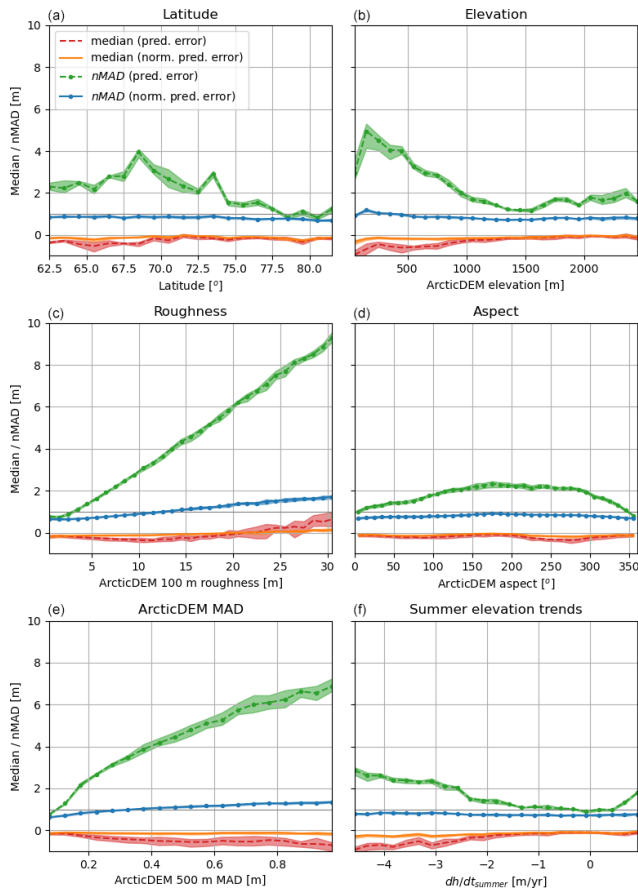 (a) Latitude
median (pred. error)
median (norm. pred. error)
nMAD (pred. error)
nMAD (norm. pred. error)
10
8
6
4
2
0
Median / nMAD [m]
62.5 65.0 67.5 70.0 72.5 75.0 77.5 80.0
Latitude [°]
(b) Elevation
500 1000 1500 2000
ArcticDEM elevation [m]
(c) Roughness
10
8
6
4
2
0
Median / nMAD [m]
5 10 15 20 25 30
ArcticDEM 100 m roughness [m]
(d) Aspect
0 50 100 150 200 250 300 350
ArcticDEM aspect [°]
(e) ArcticDEM MAD
10
8
6
4
2
0
Median / nMAD [m]
0.2 0.4 0.6 0.8
ArcticDEM 500 m MAD [m]
(f) Summer elevation trends
−4 −3 −2 −1 0
dh/dt_summer [m/yr]